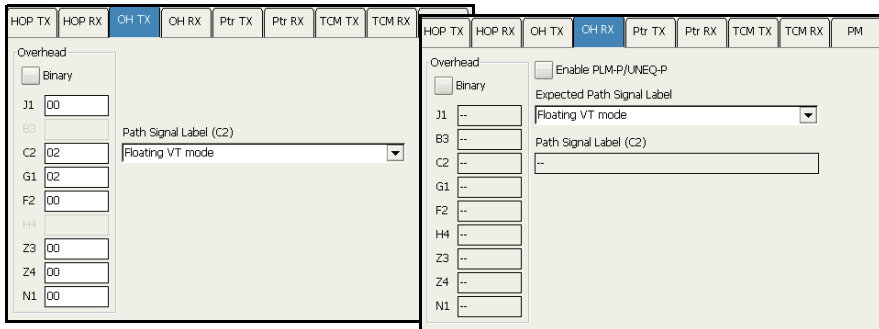 HOP TX HOP RX OH TX OH RX Ptr TX Ptr RX TCM TX TCM RX
Overhead
Binary
J1 00
B3
Path Signal Label (C2)
C2 02 Floating VT mode
G1 02
F2 00
H4
Z3 00
Z4 00
N1 00
HOP TX HOP RX OH TX OH RX Ptr TX Ptr RX TCM TX TCM RX PM
Overhead
Enable PLM-P/UNEQ-P
Binary
Expected Path Signal Label
J1 -- Floating VT mode
B3 -- Path Signal Label (C2)
C2 -- --
G1 --
F2 --
H4 --
Z3 --
Z4 --
N1 --